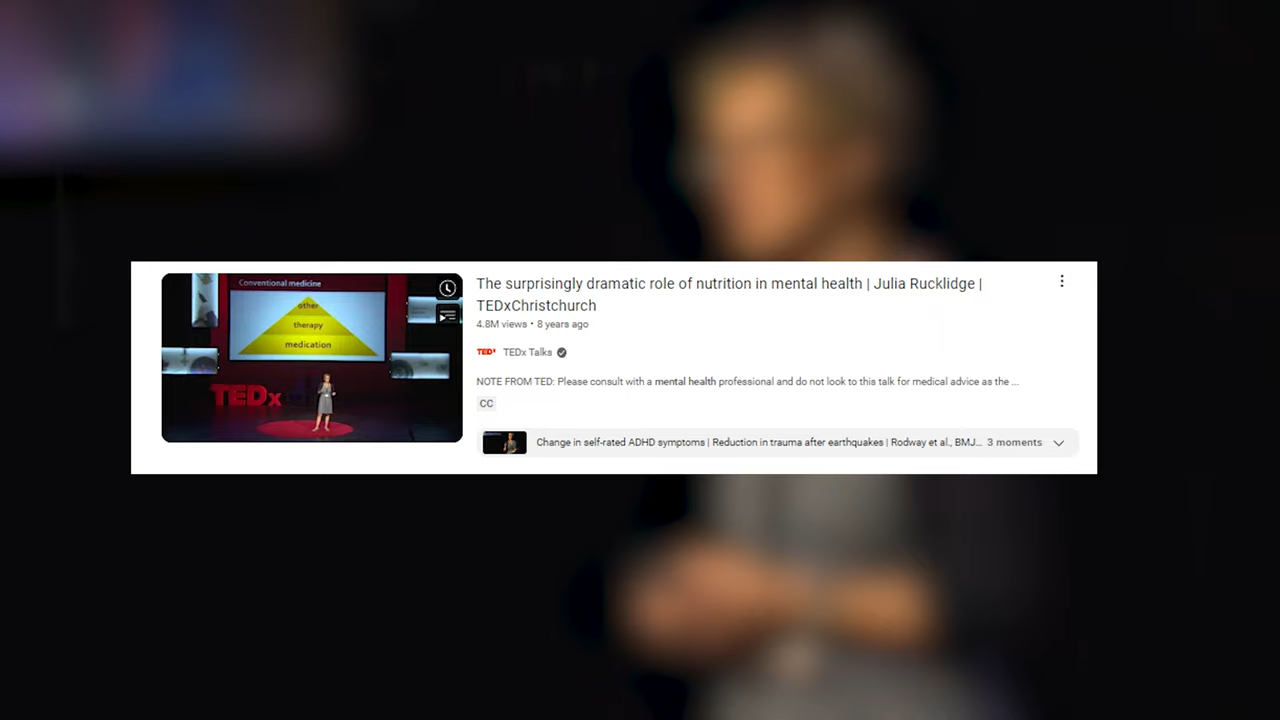 Conventional medicine
other
therapy
medication
TEDx
The surprisingly dramatic role of nutrition in mental health | Julia Rucklidge |
TEDxChristchurch
4.8M views • 8 years ago
TEDx TEDx Talks
NOTE FROM TED: Please consult with a mental health professional and do not look to this talk for medical advice as the ...
CC
Change in self-rated ADHD symptoms | Reduction in trauma after earthquakes | Rodway et al., BMJ... 3 moments